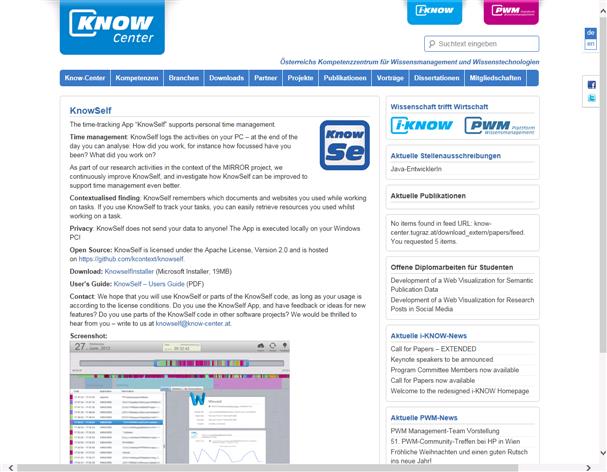 KNOW
Center
i-KNOW
PWM Plattform
Wissensmanagement
Suchtext eingeben
de
en
Österreichs Kompetenzzentrum für Wissensmanagement und Wissenstechnologien
Know-Center Kompetenzen Branchen Downloads Partner Projekte Publikationen Vorträge Dissertationen Mitgliedschaften
KnowSelf
The time-tracking App "KnowSelf" supports personal time management.
Time management: KnowSelf logs the activities on your PC – at the end of the
day you can analyse: How did you work, for instance how focussed have you
been? What did you work on?
As part of our research activities in the context of the MIRROR project, we
continually improve KnowSelf, and investigate how KnowSelf can be improved to
support time management even better.
Know
Se
Contextualised finding: KnowSelf remembers which documents and websites you used while working
on tasks. If you use KnowSelf to track your tasks, you can easily retrieve resources you used whilst
working on a task.
Privacy: KnowSelf does not send your data to anyone! The App is executed locally on your Windows
PC!
Open Source: KnowSelf is licensed under the Apache License, Version 2.0 and is hosted
on https://github.com/kcontext/knowself.
Download: KnowselfInstaller (Microsoft Installer, 19MB)
User's Guide: KnowSelf – Users Guide (PDF)
Contact: We hope that you will use KnowSelf or parts of the KnowSelf code, as long as your usage is
according to the license conditions. Do you use the KnowSelf App, and have feedback or ideas for new
features? Do you use parts of the KnowSelf code in other software projects? We would be thrilled to
hear from you – write to us at knowself@know-center.at.
Screenshot:
27
Wissenschaft trifft Wirtschaft
i-KNOW PWM Plattform
wissensmanagement
Aktuelle Stellenausschreibungen
Java-EntwicklerIn
Aktuelle Publikationen
No items found in feed URL: know-
center.tugraz.at/download_extern/papers/feed.
You requested 5 items.
Offene Diplomarbeiten für Studenten
Development of a Web Visualization for Semantic
Publication Data
Development of a Web Visualization for Research
Posts in Social Media
Aktuelle i-KNOW-News
Call for Papers – EXTENDED
Keynote speakers to be announced
Program Committee Members now available
Call for Papers now available
Welcome to the redesigned i-KNOW Homepage
Aktuelle PWM-News
PWM Management-Team Vorstellung
51. PWM-Community-Treffen bei HP in Wien
Fröhliche Weihnachten und einen guten Rutsch
ins neue Jahr!